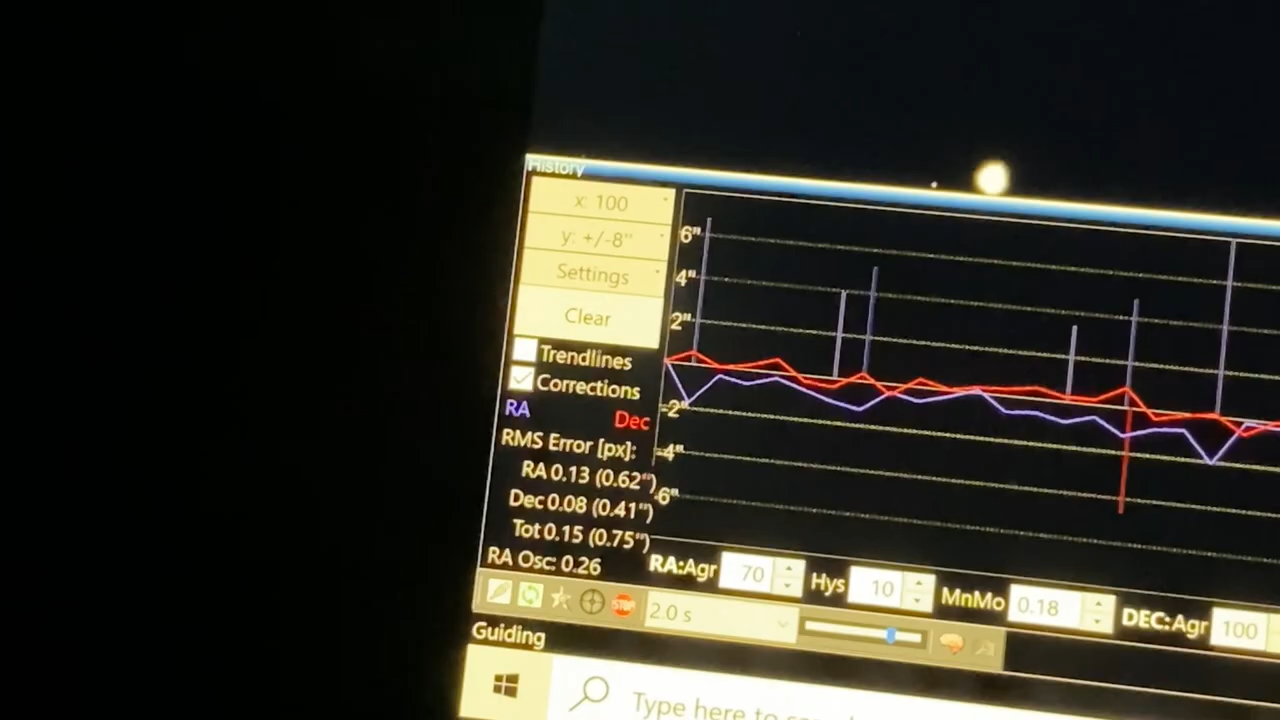 History
x: 100
y: +/-8"
Settings
Clear
Trendlines
Corrections
RA Dec
RMS Error [px]:
RA 0.13 (0.62")
Dec 0.08 (0.41")
Tot 0.15 (0.75")
RA Osc: 0.26
6"
4"
2"
-2"
-4"
-6"
RA:Agr 70 Hys 10 MnMo 0.18 DEC:Agr 100
STOP 2.0 s
Guiding
Type here to